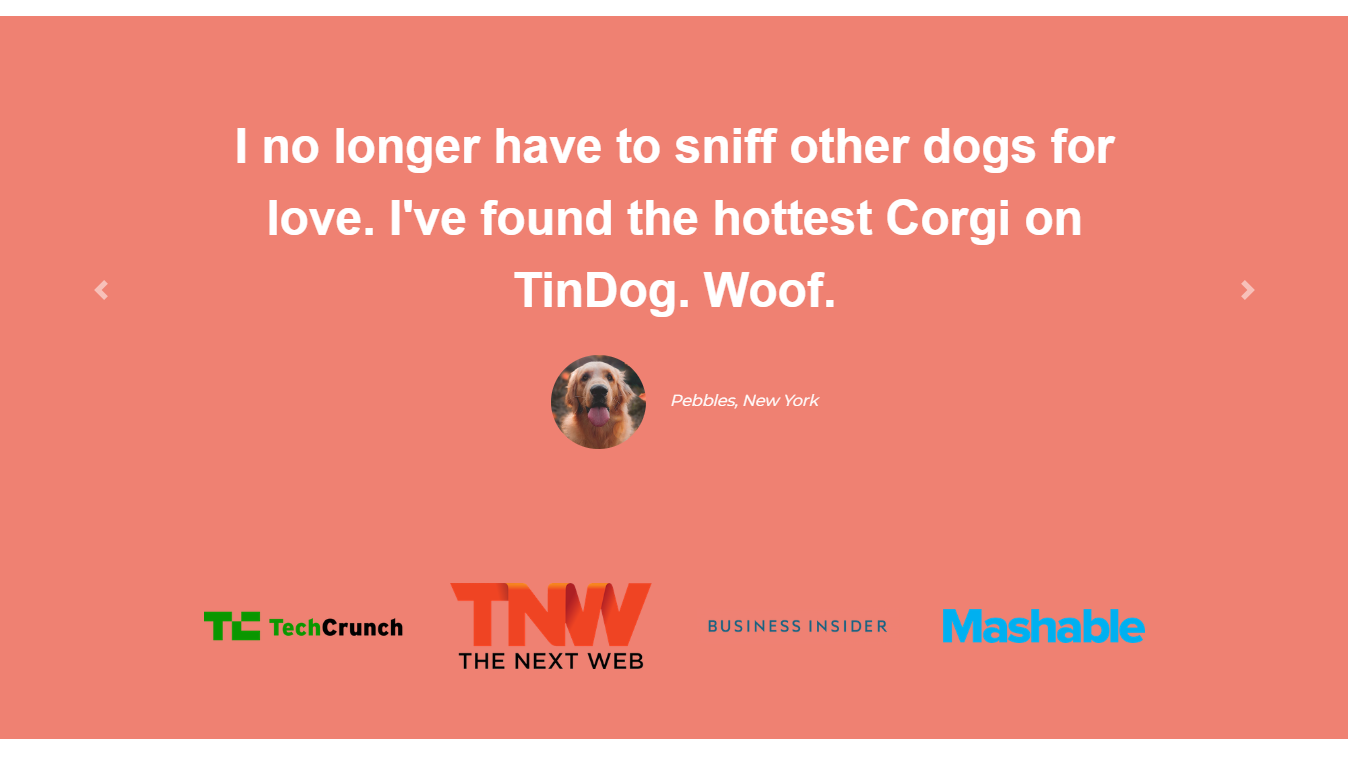 I no longer have to sniff other dogs for
love. I've found the hottest Corgi on
TinDog. Woof.
Pebbles, New York
TC TechCrunch
TNW
THE NEXT WEB
BUSINESS INSIDER
Mashable